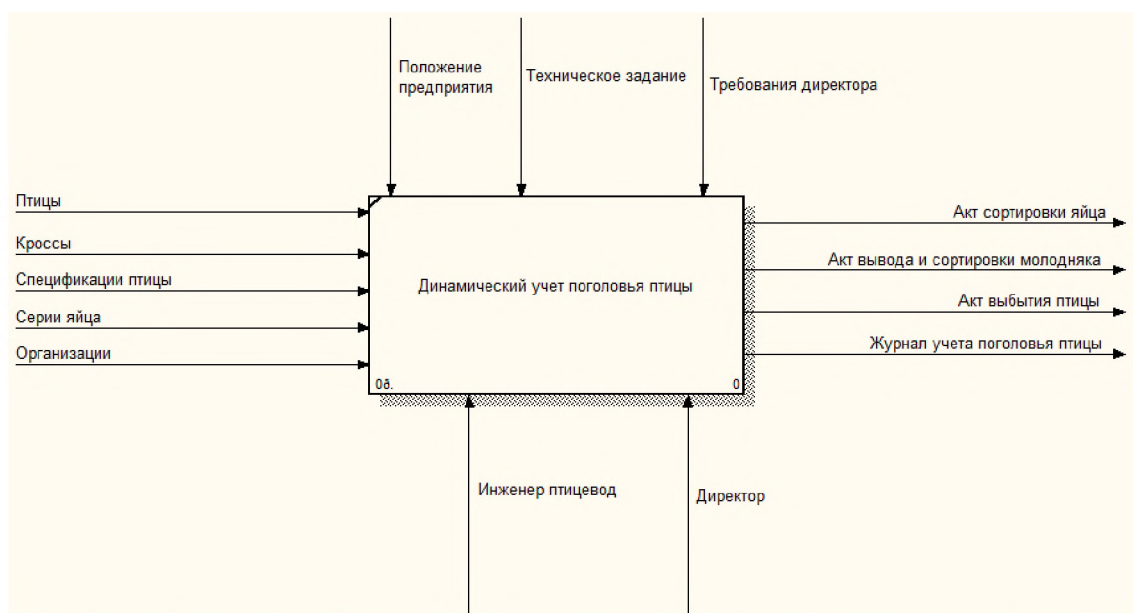 Положение
предприятия
Техническое задание
Требования директора
Птицы
Кроссы
Спецификации птицы
Серии яйца
Организации
Динамический учет поголовья птицы
0ð.
0
Акт сортировки яйца
Акт вывода и сортировки молодняка
Акт выбытия птицы
Журнал учета поголовья птицы
Инженер птицевод
Директор